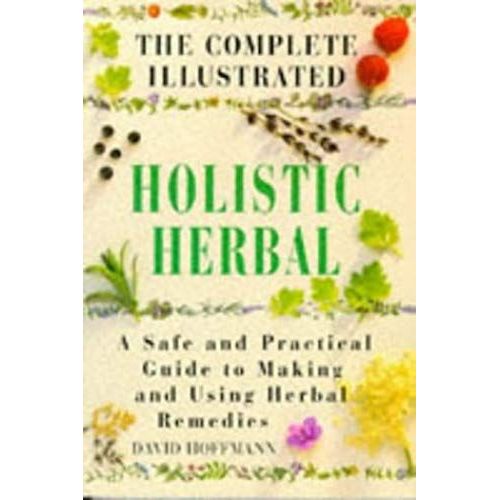 THE COMPLETE
ILLUSTRATED
HOLISTIC
HERBAL
A Safe and Practical
Guide to Making
and Using Herbal
Remedies
DAVID HOFFMANN